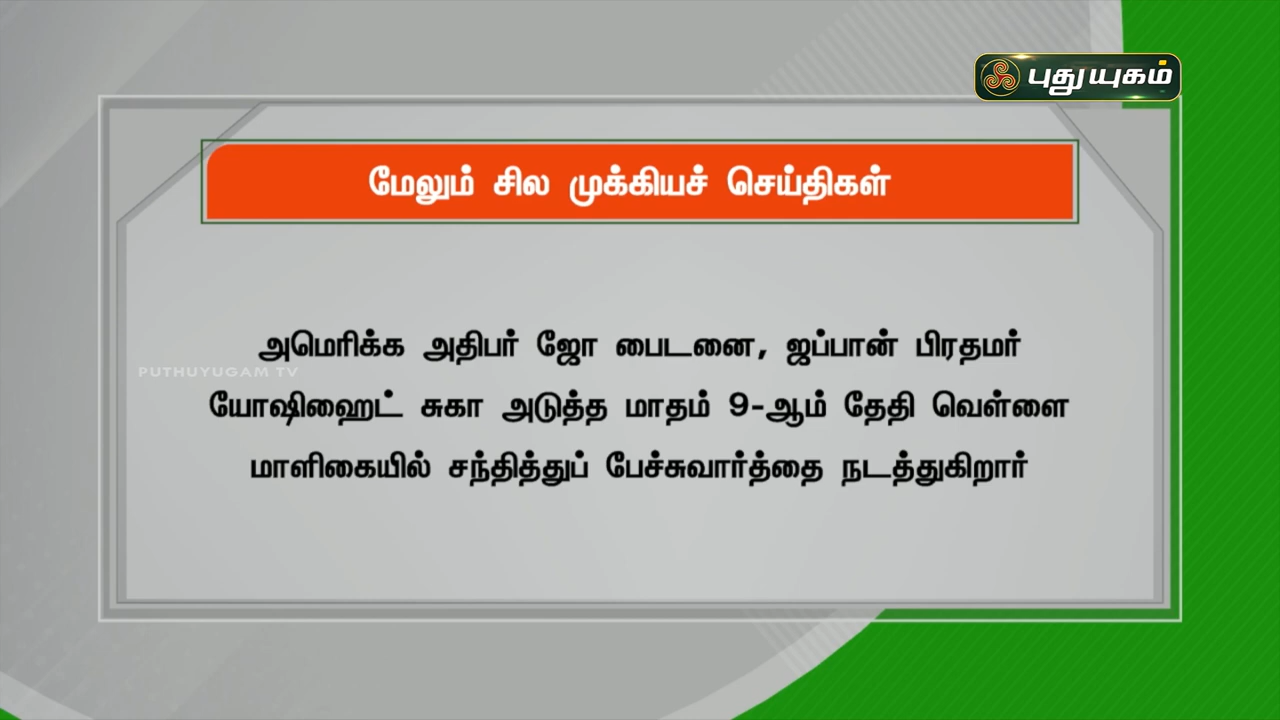 புதுயுகம்
மேலும் சில முக்கியச் செய்திகள்
அமெரிக்க அதிபர் ஜோ பைடனை, ஜப்பான் பிரதமர்
PUTHUYUGAM TV
யோஷிஹைட் சுகா அடுத்த மாதம் 9-ஆம் தேதி வெள்ளை
மாளிகையில் சந்தித்துப் பேச்சுவார்த்தை நடத்துகிறார்